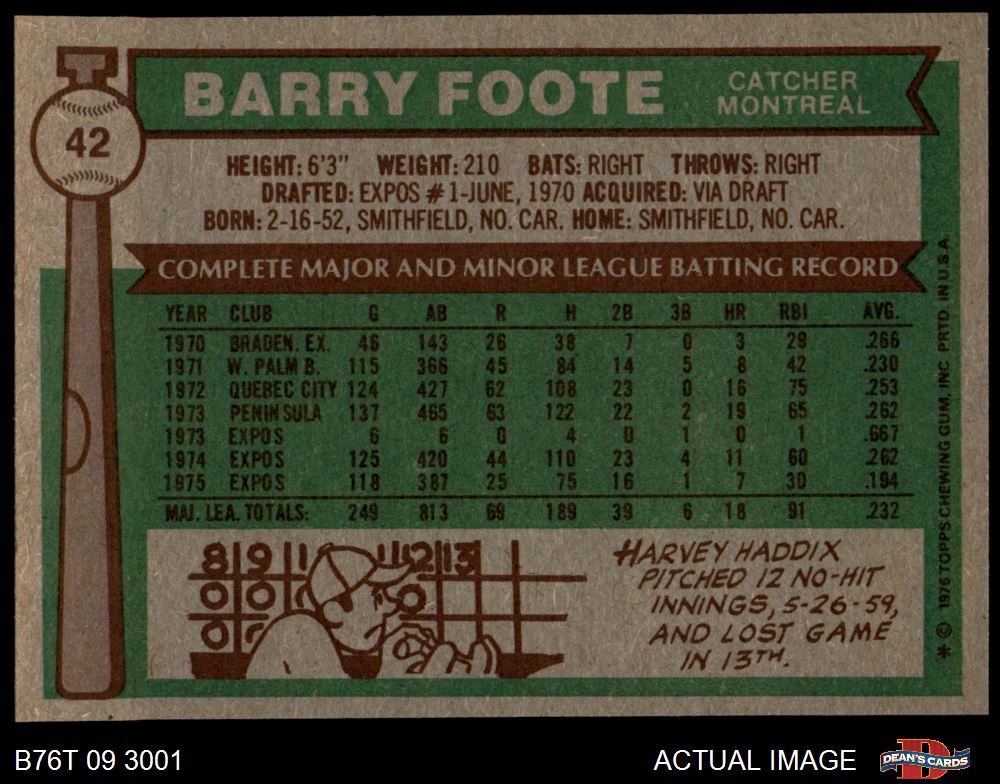 BARRY FOOTE
CATCHER
MONTREAL
42
HEIGHT: 6'3" WEIGHT: 210 BATS: RIGHT THROWS: RIGHT
DRAFTED: EXPOS #1-JUNE, 1970 ACQUIRED: VIA DRAFT
BORN: 2-16-52, SMITHFIELD, NO. CAR. HOME: SMITHFIELD, NO. CAR.
COMPLETE MAJOR AND MINOR LEAGUE BATTING RECORD
YEAR CLUB G AB R H 2B 3B HR RBI AVG.
1970 BRADEN. EX. 46 143 26 38 7 0 3 29 .266
1971 W. PALM B. 115 366 45 84 14 5 8 42 .230
1972 QUEBEC CITY 124 427 62 108 23 0 16 75 .253
1973 PENINSULA 137 465 63 122 22 2 19 65 .262
1973 EXPOS 6 6 0 4 0 1 0 1 .667
1974 EXPOS 125 420 44 110 23 4 11 60 .262
1975 EXPOS 118 387 25 75 16 1 7 30 .194
MAJ. LEA. TOTALS: 249 813 69 189 39 6 18 91 .232
8 9 1 11 12 13
0 0 0
0
HARVEY HADDIX
PITCHED 12 NO-HIT
INNINGS, 5-26-59,
AND LOST GAME
IN 13TH.
* © 1976 TOPPS CHEWING GUM, INC PRTD. IN U.S.A.
B76T 09 3001
ACTUAL IMAGE
D
DEAN'S CARDS